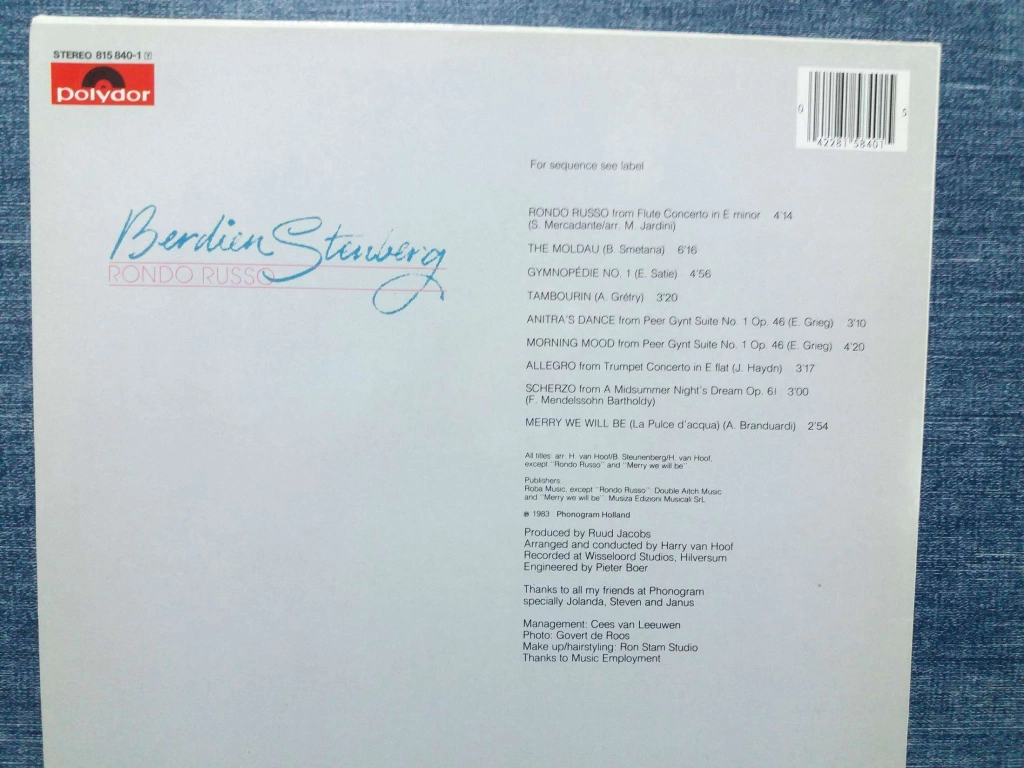 STEREO 815 840-1
polydor
0 42281 58401 5
For sequence see label
Berdien Stenberg
RONDO RUSSO
RONDO RUSSO from Flute Concerto in E minor 4'14
(S. Mercadante/arr. M. Jardini)
THE MOLDAU (B. Smetana) 6'16
GYMNOPÉDIE NO. 1 (E. Satie) 4'56
TAMBOURIN (A. Grétry) 3'20
ANITRA'S DANCE from Peer Gynt Suite No. 1 Op. 46 (E. Grieg) 3'10
MORNING MOOD from Peer Gynt Suite No. 1 Op. 46 (E. Grieg) 4'20
ALLEGRO from Trumpet Concerto in E flat (J. Haydn) 3'17
SCHERZO from A Midsummer Night's Dream Op. 61 3'00
(F. Mendelssohn Bartholdy)
MERRY WE WILL BE (La Pulce d'acqua) (A. Branduardi) 2'54
All titles: arr. H. van Hoof/B. Steunenberg/H. van Hoof,
except "Rondo Russo" and "Merry we will be"
Publishers:
Roba Music, except "Rondo Russo": Double Aitch Music
and "Merry we will be": Musiza Edizioni Musicali SrL
℗ 1983 Phonogram Holland
Produced by Ruud Jacobs
Arranged and conducted by Harry van Hoof
Recorded at Wisseloord Studios, Hilversum
Engineered by Pieter Boer
Thanks to all my friends at Phonogram
specially Jolanda, Steven and Janus
Management: Cees van Leeuwen
Photo: Govert de Roos
Make up/hairstyling: Ron Stam Studio
Thanks to Music Employment